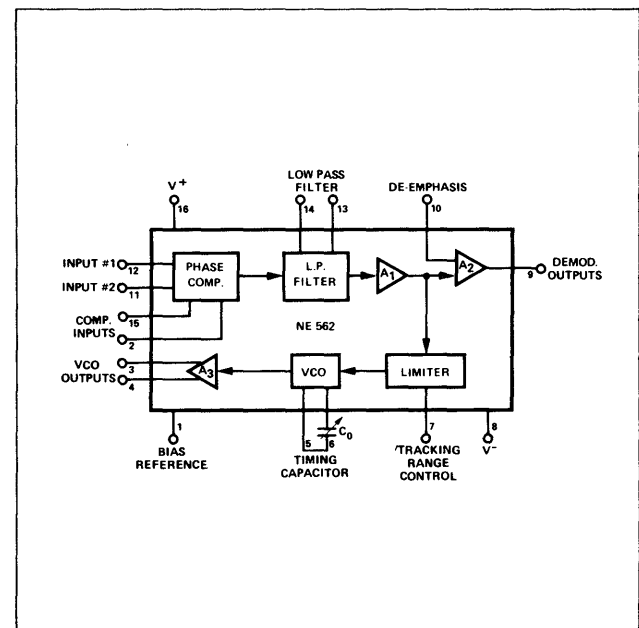 V+
16
LOW PASS
FILTER
14
13
DE-EMPHASIS
10
INPUT #1
12
INPUT #2
11
COMP.
INPUTS
15
2
PHASE
COMP.
L.P.
FILTER
A1
A2
9
DEMOD.
OUTPUTS
NE 562
VCO
OUTPUTS
3
4
A3
VCO
LIMITER
1
BIAS
REFERENCE
5
6
C0
TIMING
CAPACITOR
7
TRACKING
RANGE
CONTROL
8
V-